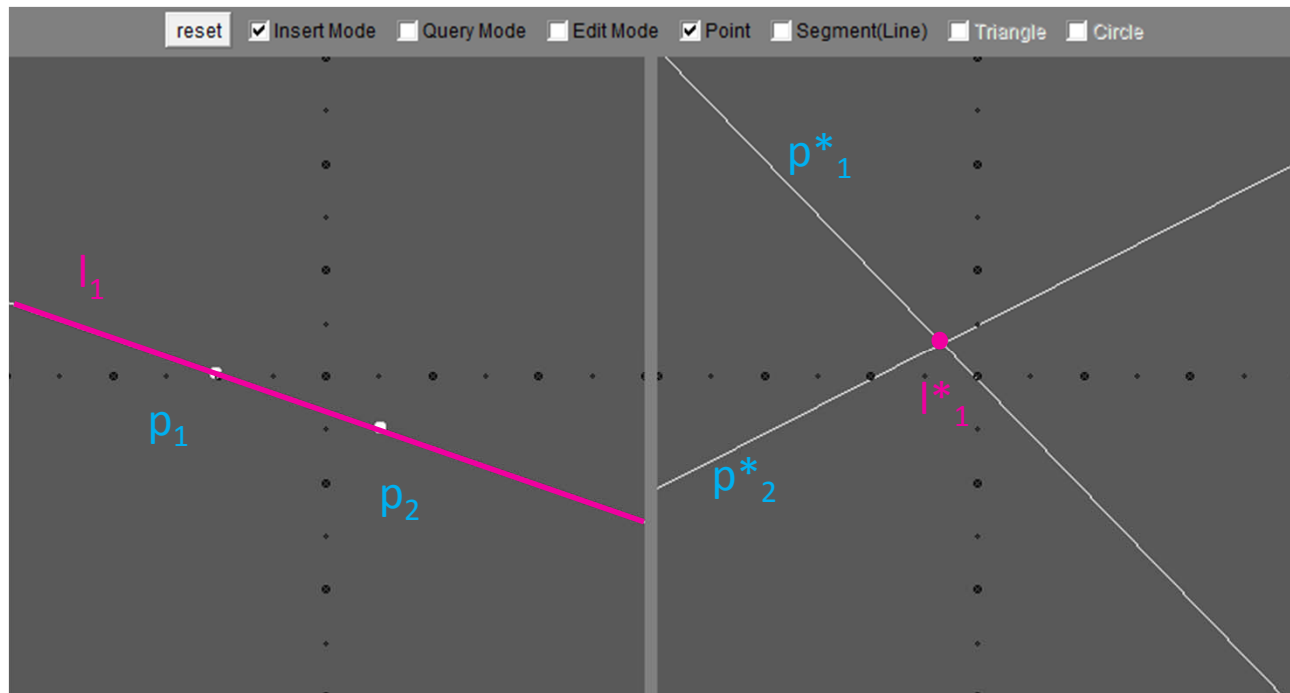 reset Insert Mode Query Mode Edit Mode Point Segment(Line) Triangle Circle
p*₁
l₁
l*₁
p₁
p*₂
p₂